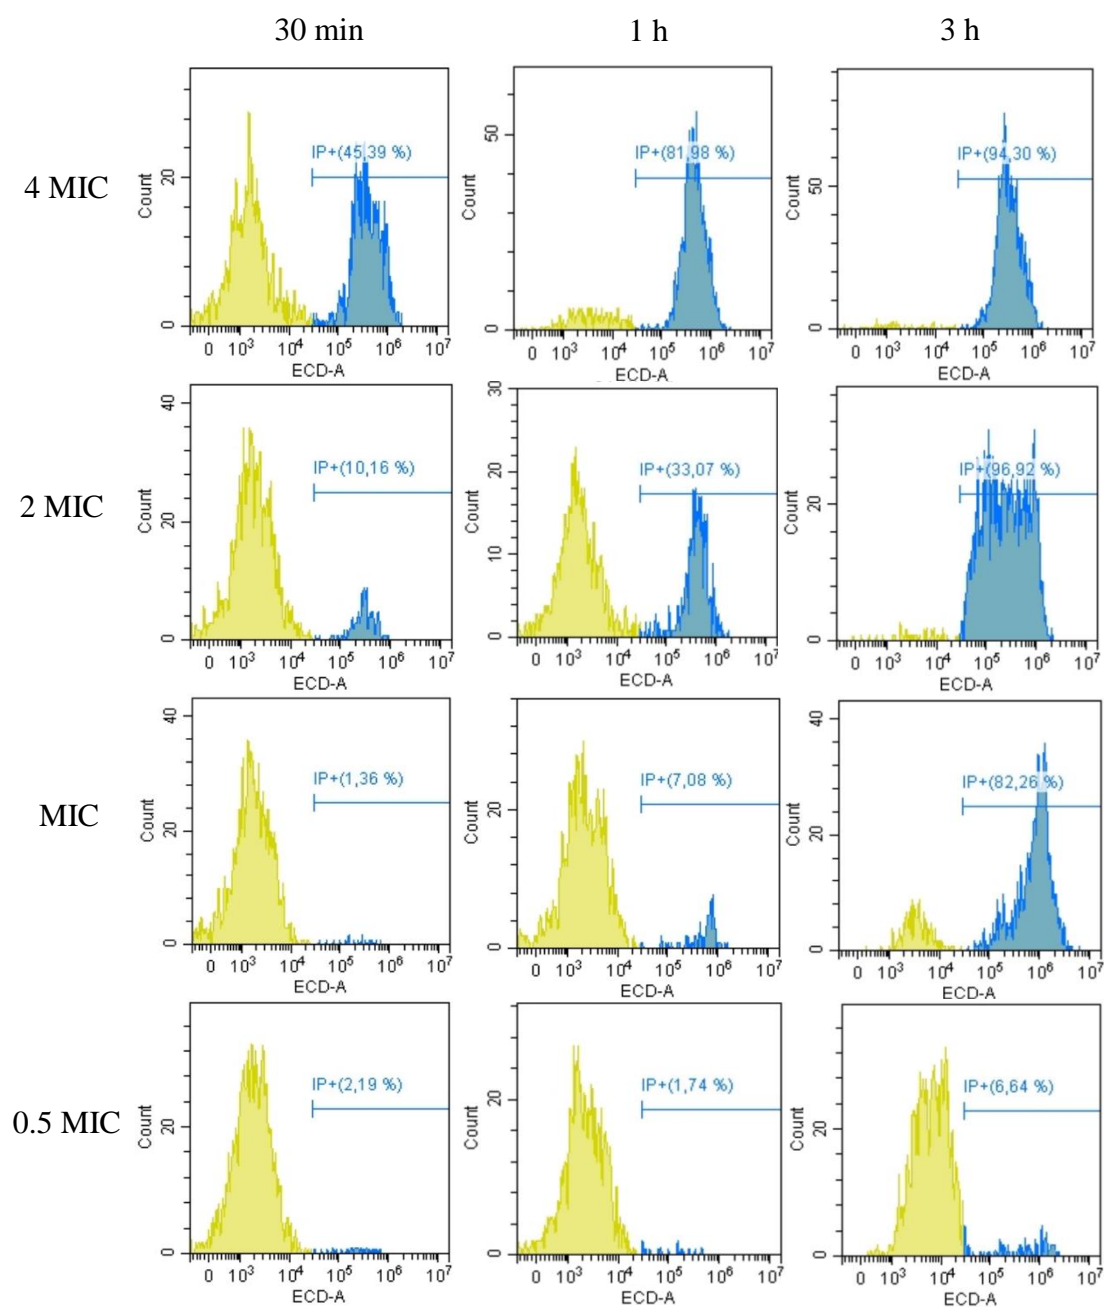 30 min 1 h 3 h
4 MIC
Count 20 0 IP+(45,39 %) 0 10³ 10⁴ 10⁵ 10⁶ 10⁷ ECD-A
Count 50 0 IP+(81,98 %) 0 10³ 10⁴ 10⁵ 10⁶ 10⁷ ECD-A
Count 50 0 IP+(94,30 %) 0 10³ 10⁴ 10⁵ 10⁶ 10⁷ ECD-A
2 MIC
Count 40 20 0 IP+(10,16 %) 0 10³ 10⁴ 10⁵ 10⁶ 10⁷ ECD-A
Count 30 20 10 0 IP+(33,07 %) 0 10³ 10⁴ 10⁵ 10⁶ 10⁷ ECD-A
Count 20 0 IP+(96,92 %) 0 10³ 10⁴ 10⁵ 10⁶ 10⁷ ECD-A
MIC
Count 40 20 0 IP+(1,36 %) 0 10³ 10⁴ 10⁵ 10⁶ 10⁷ ECD-A
Count 20 0 IP+(7,08 %) 0 10³ 10⁴ 10⁵ 10⁶ 10⁷ ECD-A
Count 40 20 0 IP+(82,26 %) 0 10³ 10⁴ 10⁵ 10⁶ 10⁷ ECD-A
0.5 MIC
Count 20 0 IP+(2,19 %) 0 10³ 10⁴ 10⁵ 10⁶ 10⁷ ECD-A
Count 20 0 IP+(1,74 %) 0 10³ 10⁴ 10⁵ 10⁶ 10⁷ ECD-A
Count 20 0 IP+(6,64 %) 0 10³ 10⁴ 10⁵ 10⁶ 10⁷ ECD-A